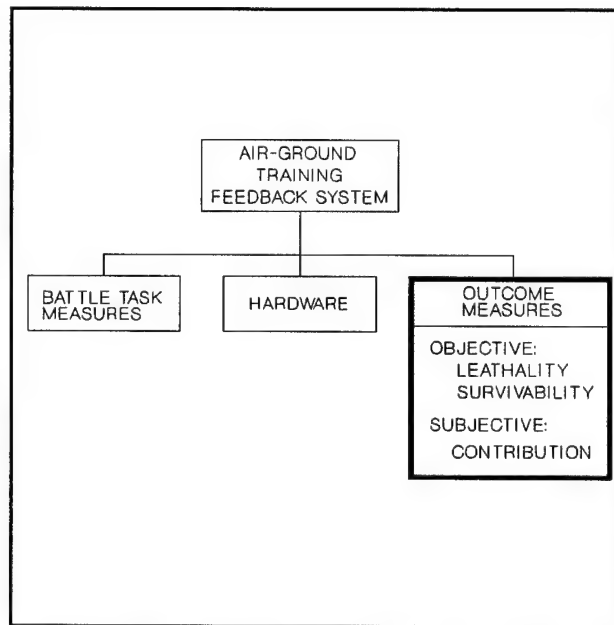 AIR-GROUND
TRAINING
FEEDBACK SYSTEM
BATTLE TASK
MEASURES
HARDWARE
OUTCOME
MEASURES
OBJECTIVE:
LEATHALITY
SURVIVABILITY
SUBJECTIVE:
CONTRIBUTION